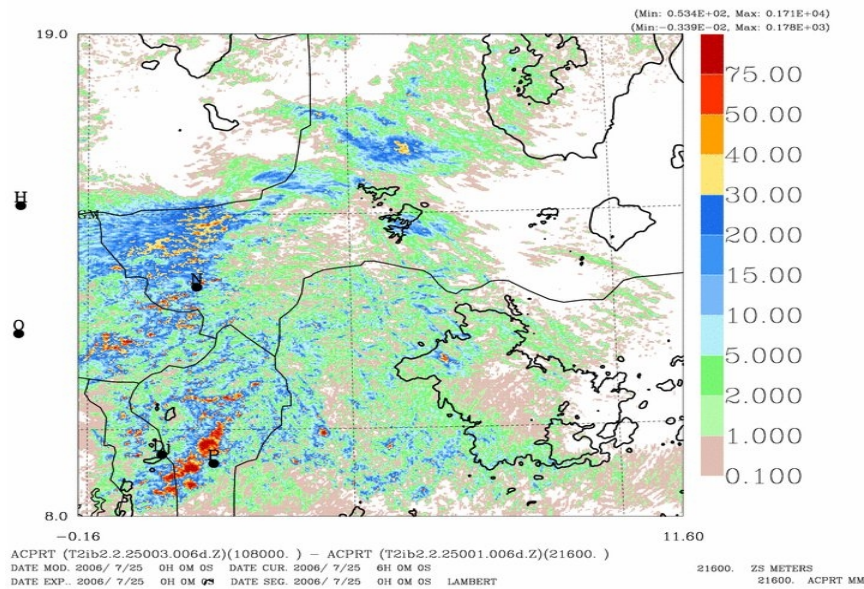 (Min: 0.534E+02, Max: 0.171E+04)
(Min:-0.339E-02, Max: 0.178E+03)
19.0
75.00
50.00
40.00
30.00
20.00
15.00
10.00
5.000
2.000
1.000
0.100
H
N
O
P
8.0
-0.16
11.60
ACPRT (T2ib2.2.25003.006d.Z)(108000. ) - ACPRT (T2ib2.2.25001.006d.Z)(21600. )
DATE MOD. 2006/ 7/25 0H 0M 0S DATE CUR. 2006/ 7/25 6H 0M 0S
21600. ZS METERS
DATE EXP.. 2006/ 7/25 0H 0M DATE SEG. 2006/ 7/25 0H 0M 0S LAMBERT
21600. ACPRT MM